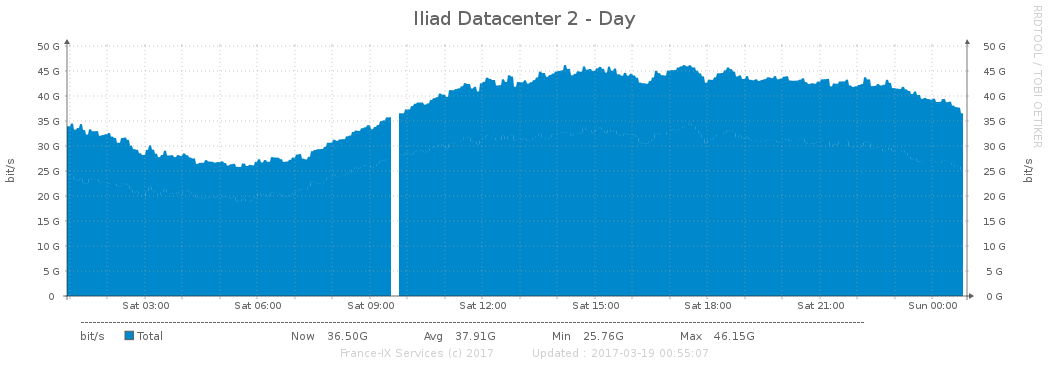 Iliad Datacenter 2 - Day
RRDTOOL / TOBI OETIKER
50 G 50 G
45 G 45 G
40 G 40 G
35 G 35 G
30 G 30 G
25 G 25 G
20 G 20 G
15 G 15 G
10 G 10 G
5 G 5 G
0 0 G
bit/s bit/s
Sat 03:00 Sat 06:00 Sat 09:00 Sat 12:00 Sat 15:00 Sat 18:00 Sat 21:00 Sun 00:00
bit/s Total Now 36.50G Avg 37.91G Min 25.76G Max 46.15G
France-IX Services (c) 2017 Updated : 2017-03-19 00:55:07